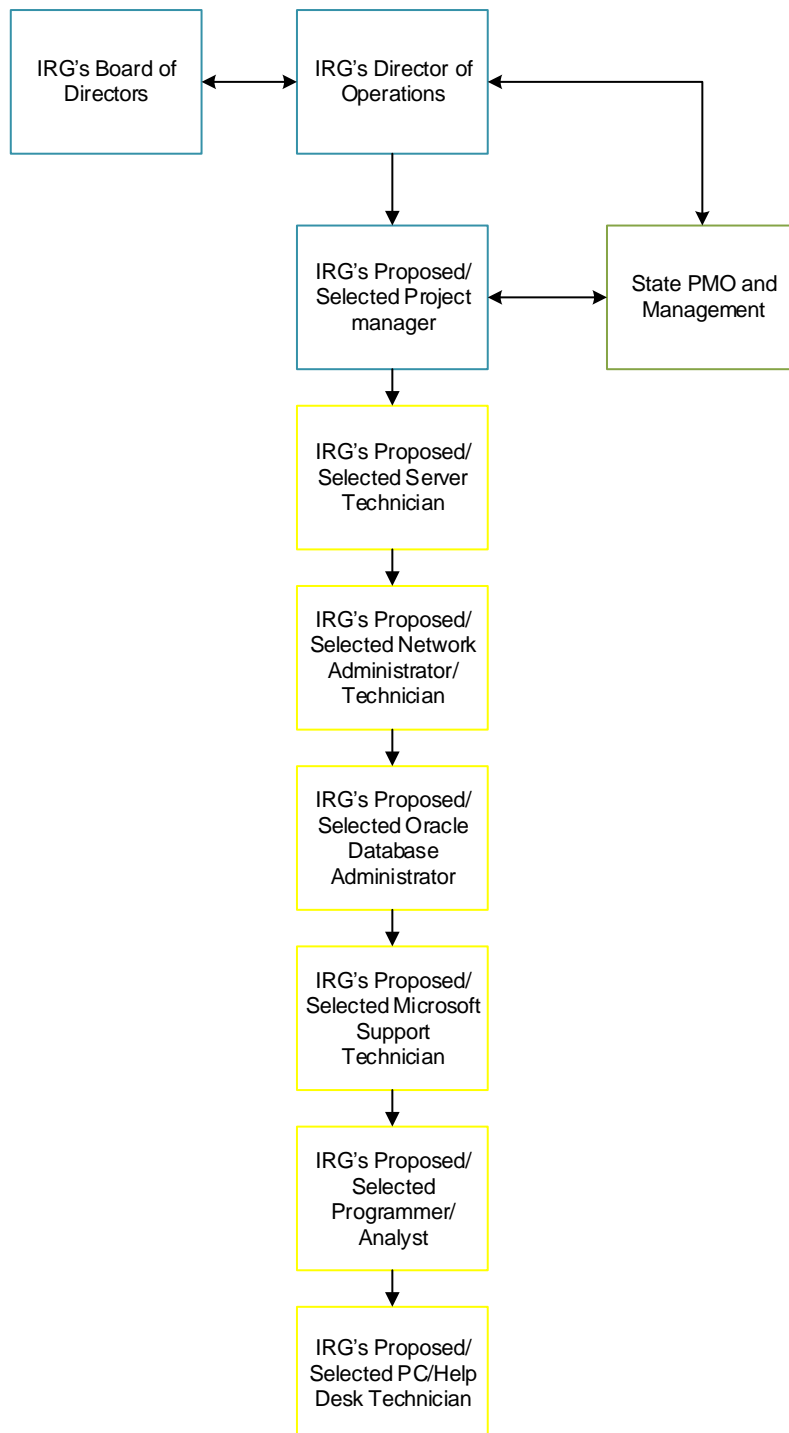 IRG's Board of
Directors
IRG's Director of
Operations
IRG's Proposed/
Selected Project
manager
State PMO and
Management
IRG's Proposed/
Selected Server
Technician
IRG's Proposed/
Selected Network
Administrator/
Technician
IRG's Proposed/
Selected Oracle
Database
Administrator
IRG's Proposed/
Selected Microsoft
Support
Technician
IRG's Proposed/
Selected
Programmer/
Analyst
IRG's Proposed/
Selected PC/Help
Desk Technician